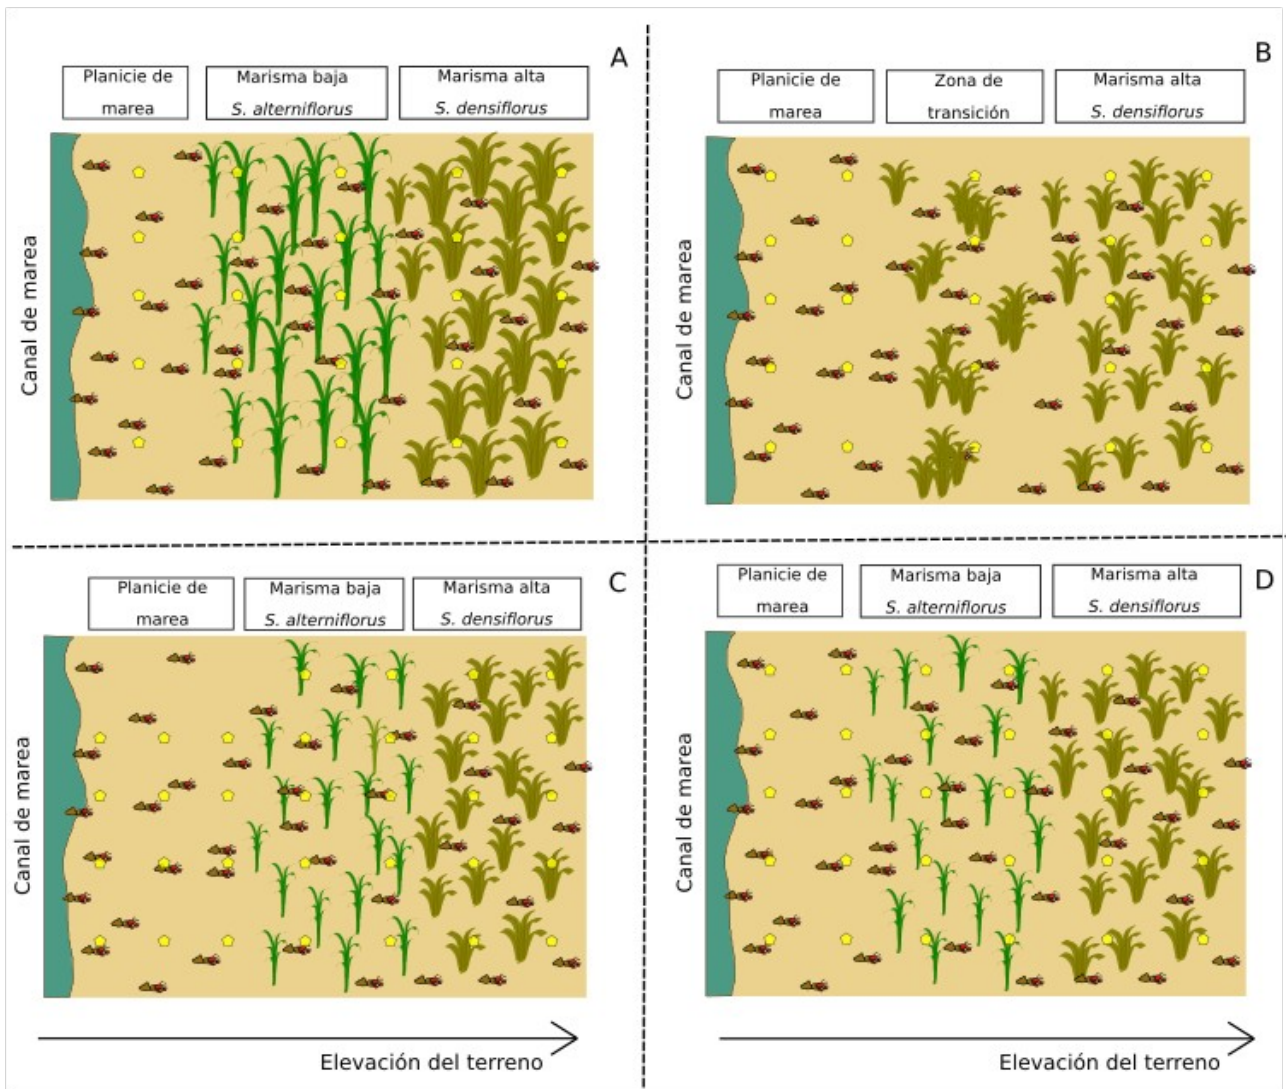 A
Planicie de
marea
Marisma baja
S. alterniflorus
Marisma alta
S. densiflorus
Canal de marea
B
Planicie de
marea
Zona de
transición
Marisma alta
S. densiflorus
Canal de marea
C
Planicie de
marea
Marisma baja
S. alterniflorus
Marisma alta
S. densiflorus
Canal de marea
Elevación del terreno
D
Planicie de
marea
Marisma baja
S. alterniflorus
Marisma alta
S. densiflorus
Canal de marea
Elevación del terreno